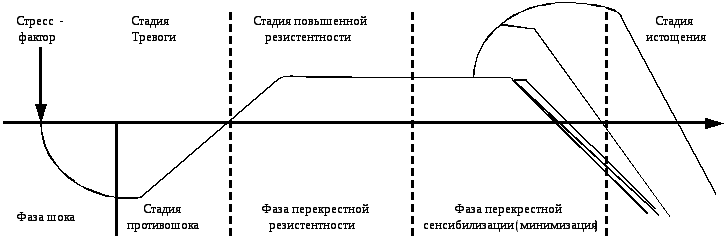 Стресс -
фактор
Стадия
Тревоги
Стадия повышенной
резистентности
Стадия
истощения
Фаза шока
Стадия
противошока
Фаза перекрестной
резистентности
Фаза перекрестной
сенсибилизации (минимизация)